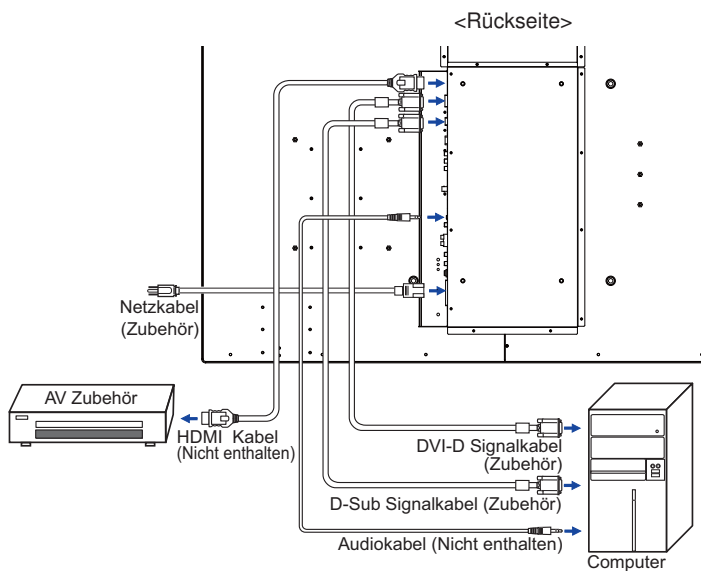 <Rückseite>
Netzkabel
(Zubehör)
AV Zubehör
HDMI Kabel
(Nicht enthalten)
DVI-D Signalkabel
(Zubehör)
D-Sub Signalkabel (Zubehör)
Audiokabel (Nicht enthalten)
Computer